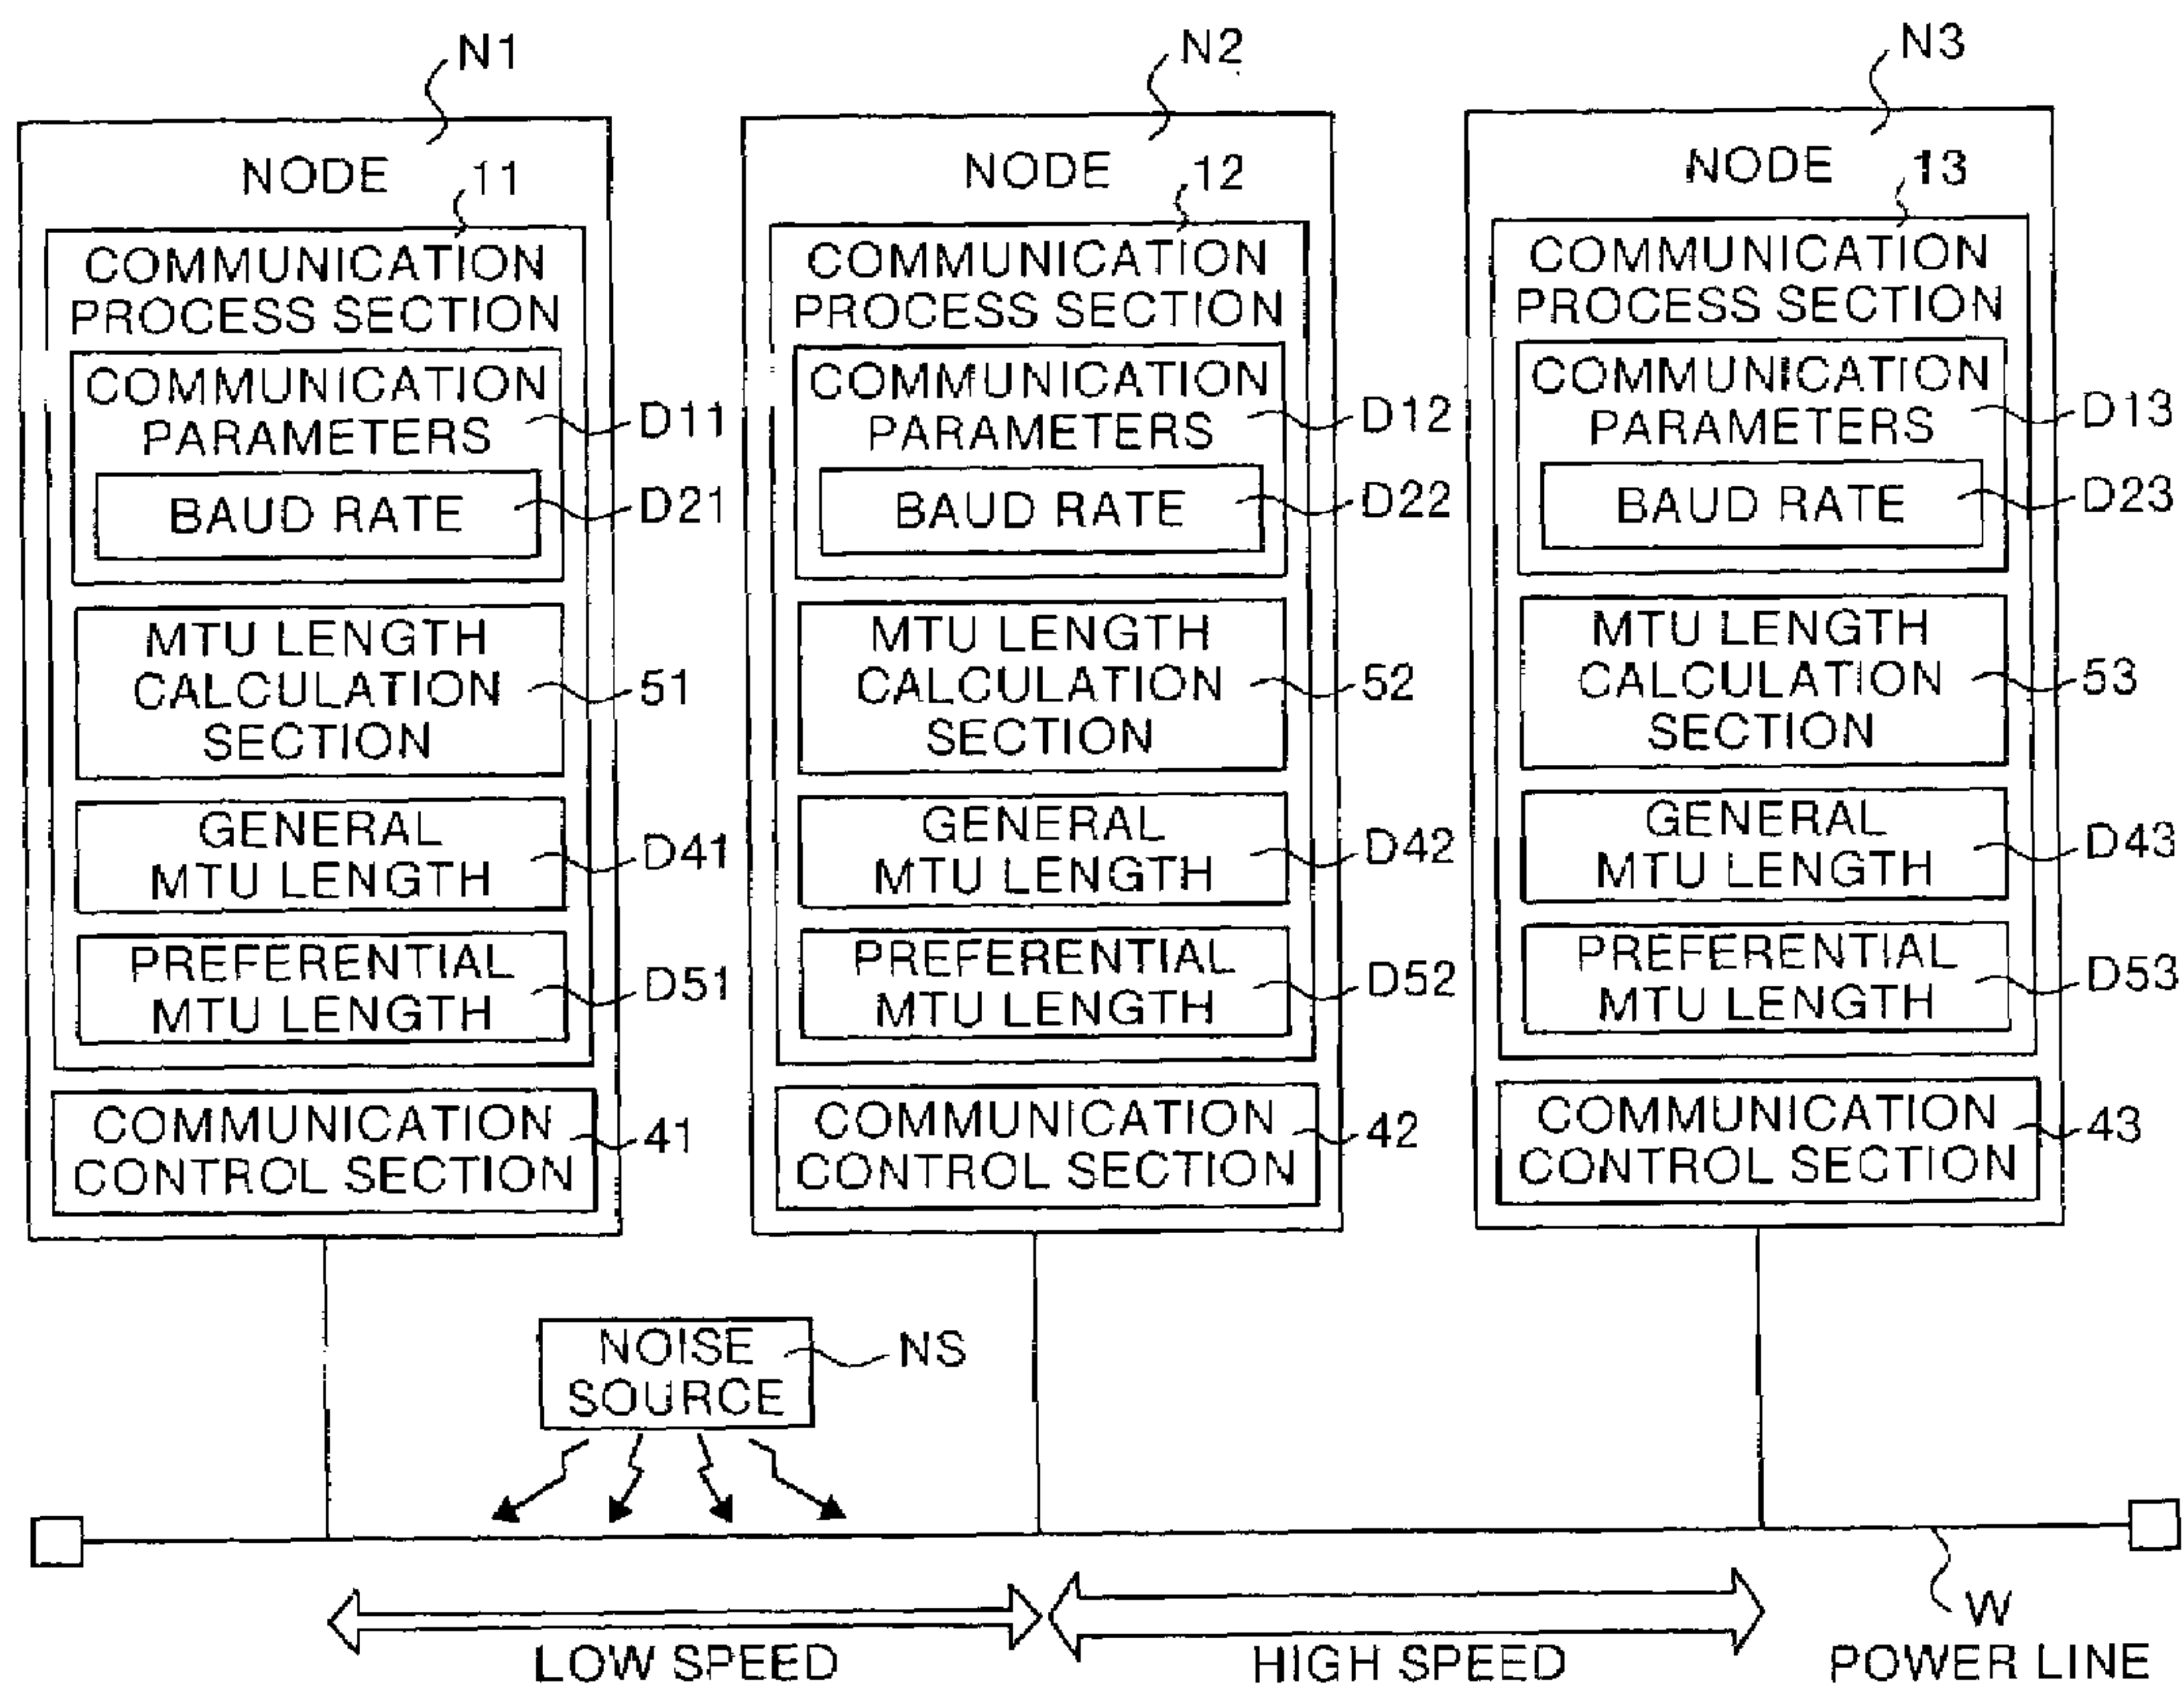 N1
NODE
11
COMMUNICATION
PROCESS SECTION
COMMUNICATION
PARAMETERS
D11
BAUD RATE
D21
MTU LENGTH
CALCULATION
SECTION
51
GENERAL
MTU LENGTH
D41
PREFERENTIAL
MTU LENGTH
D51
COMMUNICATION
CONTROL SECTION
41
N2
NODE
12
COMMUNICATION
PROCESS SECTION
COMMUNICATION
PARAMETERS
D12
BAUD RATE
D22
MTU LENGTH
CALCULATION
SECTION
52
GENERAL
MTU LENGTH
D42
PREFERENTIAL
MTU LENGTH
D52
COMMUNICATION
CONTROL SECTION
42
N3
NODE
13
COMMUNICATION
PROCESS SECTION
COMMUNICATION
PARAMETERS
D13
BAUD RATE
D23
MTU LENGTH
CALCULATION
SECTION
53
GENERAL
MTU LENGTH
D43
PREFERENTIAL
MTU LENGTH
D53
COMMUNICATION
CONTROL SECTION
43
NOISE
SOURCE
NS
LOW SPEED
HIGH SPEED
W
POWER LINE